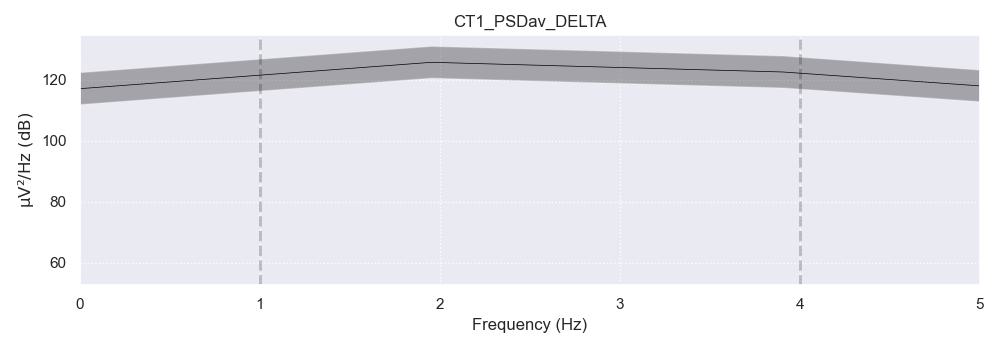 CT1_PSDav_DELTA
µV²/Hz (dB)
120
100
80
60
0 1 2 3 4 5
Frequency (Hz)